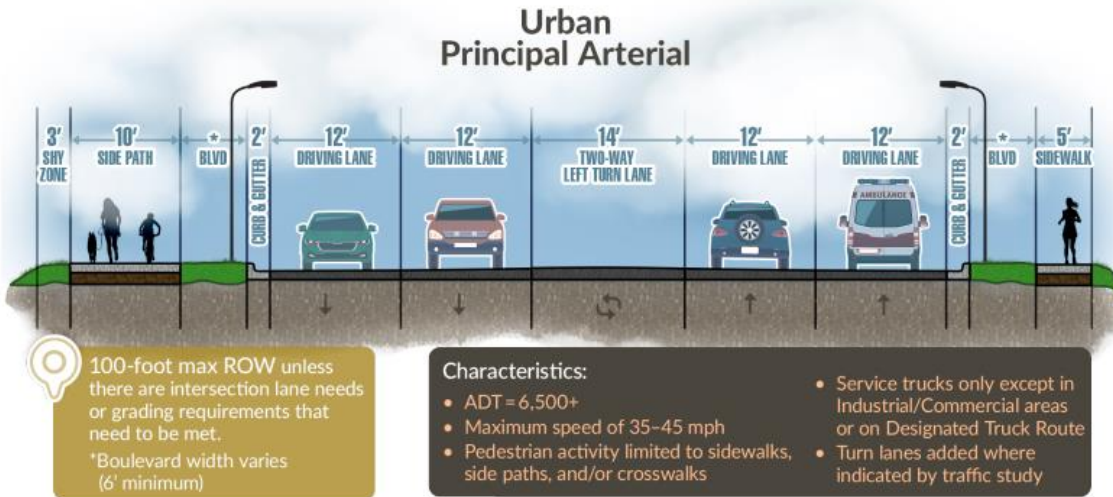 Urban
Principal Arterial
3'
SHY
ZONE
10'
SIDE PATH
*
BLVD
2'
CURB & GUTTER
12'
DRIVING LANE
12'
DRIVING LANE
14'
TWO-WAY
LEFT TURN LANE
12'
DRIVING LANE
12'
DRIVING LANE
2'
CURB & GUTTER
*
BLVD
5'
SIDEWALK
AMBULANCE
100-foot max ROW unless
there are intersection lane needs
or grading requirements that
need to be met.
*Boulevard width varies
(6' minimum)
Characteristics:
• ADT = 6,500+
• Maximum speed of 35–45 mph
• Pedestrian activity limited to sidewalks,
side paths, and/or crosswalks
• Service trucks only except in
Industrial/Commercial areas
or on Designated Truck Route
• Turn lanes added where
indicated by traffic study